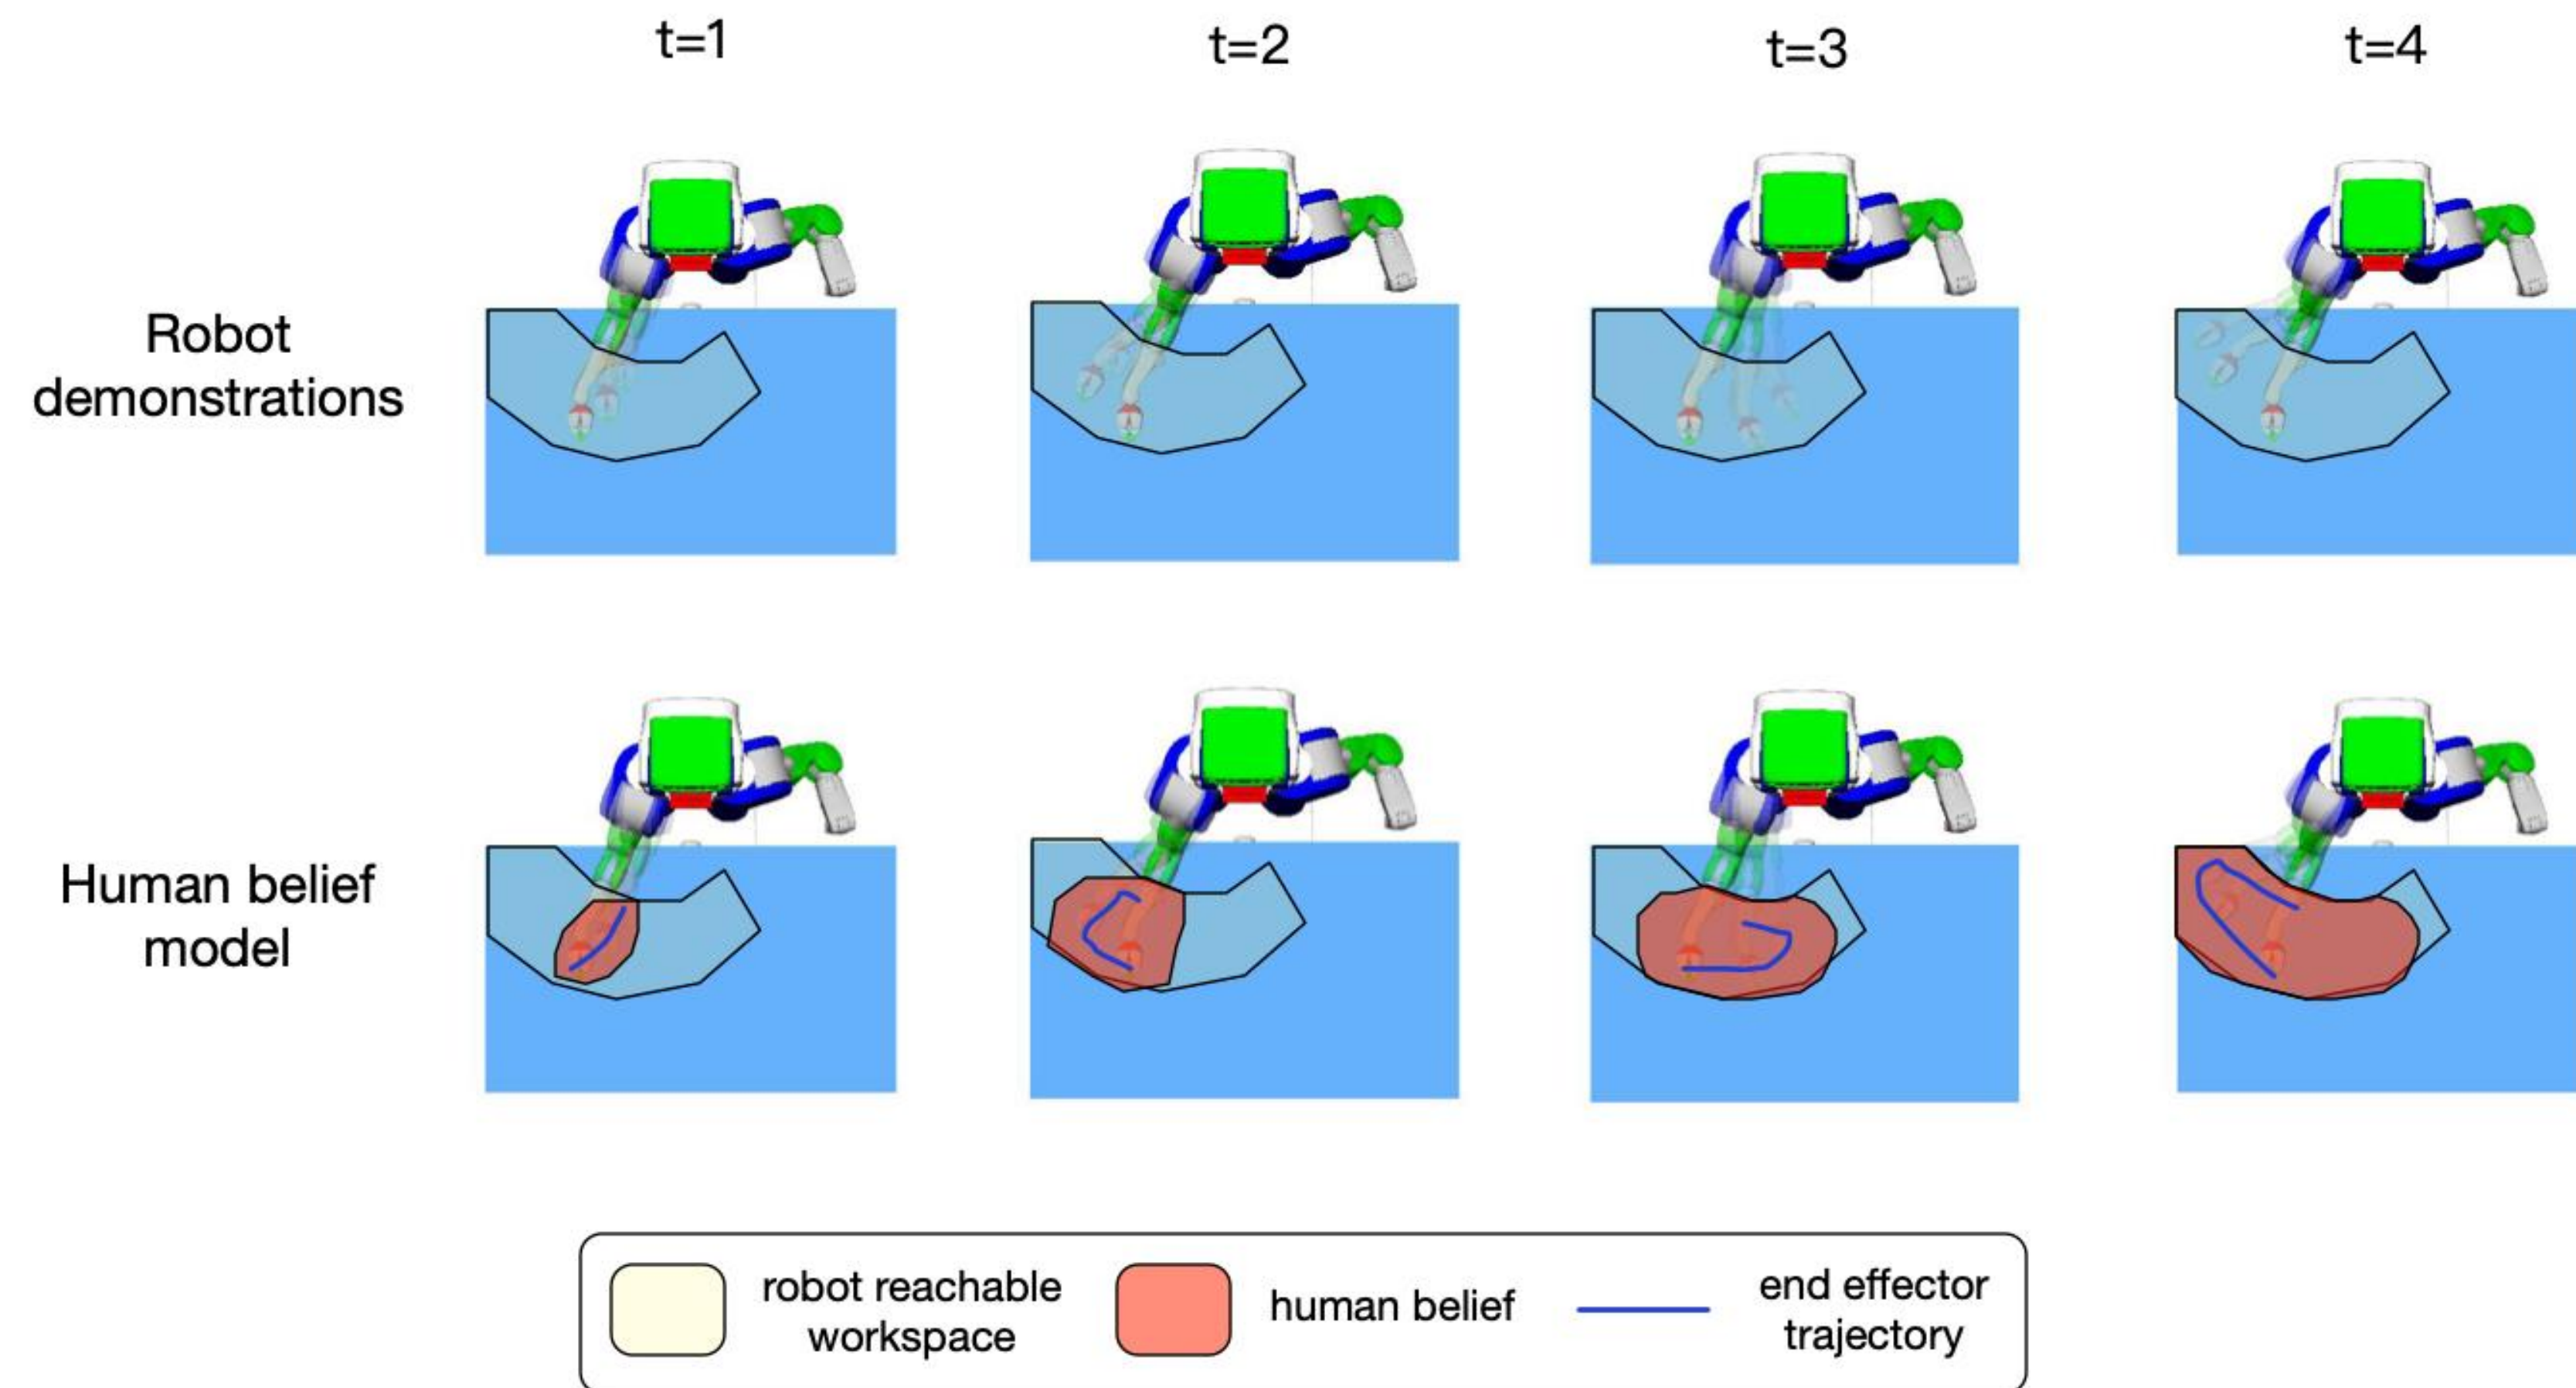 t=1
t=2
t=3
t=4
Robot
demonstrations
Human belief
model
robot reachable
workspace
human belief
end effector
trajectory